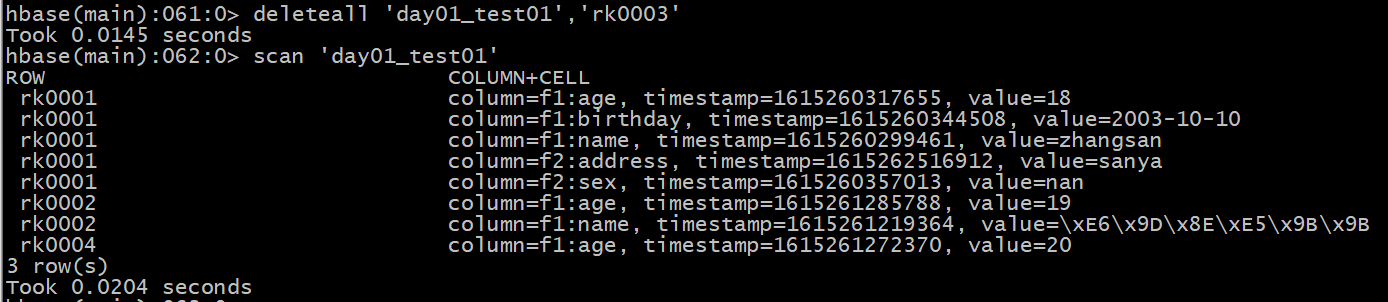 hbase(main):061:0> deleteall 'day01_test01','rk0003'
Took 0.0145 seconds
hbase(main):062:0> scan 'day01_test01'
ROW COLUMN+CELL
rk0001 column=f1:age, timestamp=1615260317655, value=18
rk0001 column=f1:birthday, timestamp=1615260344508, value=2003-10-10
rk0001 column=f1:name, timestamp=1615260299461, value=zhangsan
rk0001 column=f2:address, timestamp=1615262516912, value=sanya
rk0001 column=f2:sex, timestamp=1615260357013, value=nan
rk0002 column=f1:age, timestamp=1615261285788, value=19
rk0002 column=f1:name, timestamp=1615261219364, value=\xE6\x9D\x8E\xE5\x9B\x9B
rk0004 column=f1:age, timestamp=1615261272370, value=20
3 row(s)
Took 0.0204 seconds